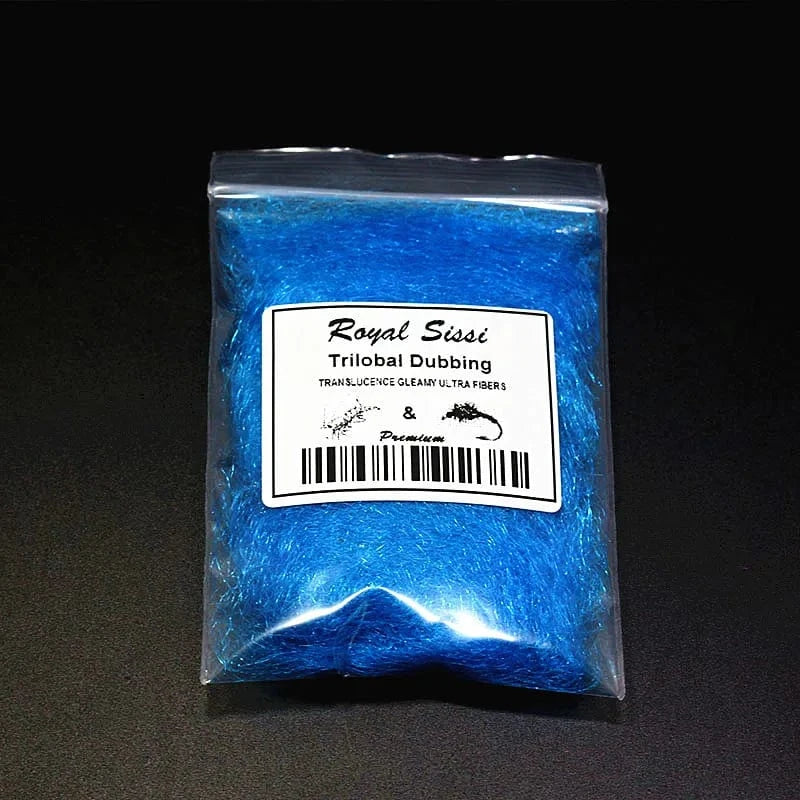 Royal Sissi
Trilobal Dubbing
TRANSLUCENCE GLEAMY ULTRA FIBERS
&
Premium